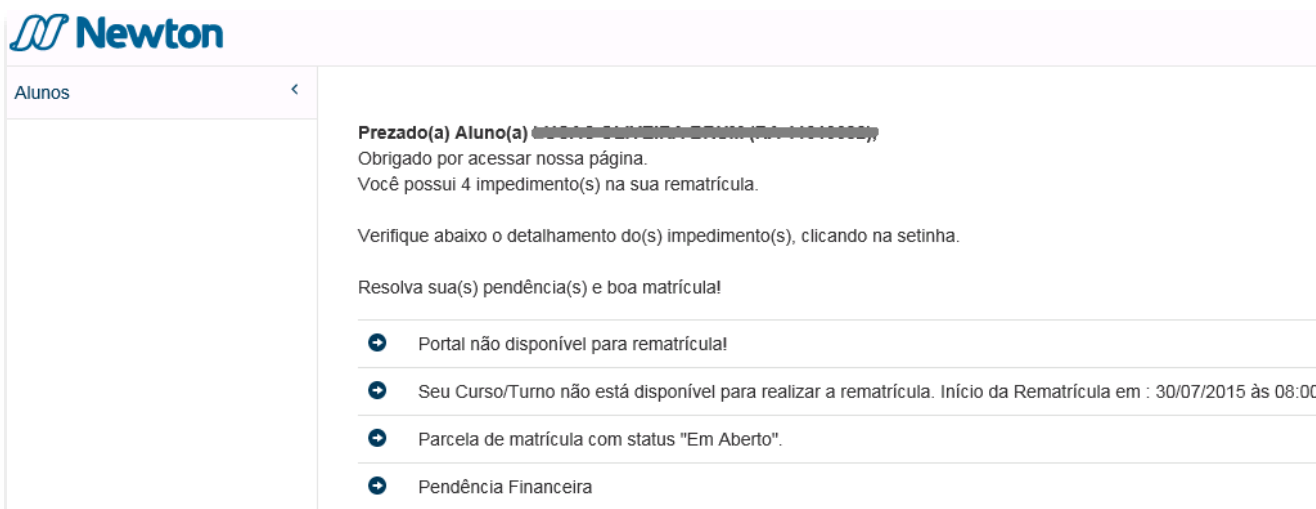 Newton
Alunos
Prezado(a) Aluno(a)
Obrigado por acessar nossa página.
Você possui 4 impedimento(s) na sua rematrícula.
Verifique abaixo o detalhamento do(s) impedimento(s), clicando na setinha.
Resolva sua(s) pendência(s) e boa matrícula!
Portal não disponível para rematrícula!
Seu Curso/Turno não está disponível para realizar a rematrícula. Início da Rematrícula em : 30/07/2015 às 08:00
Parcela de matrícula com status "Em Aberto".
Pendência Financeira